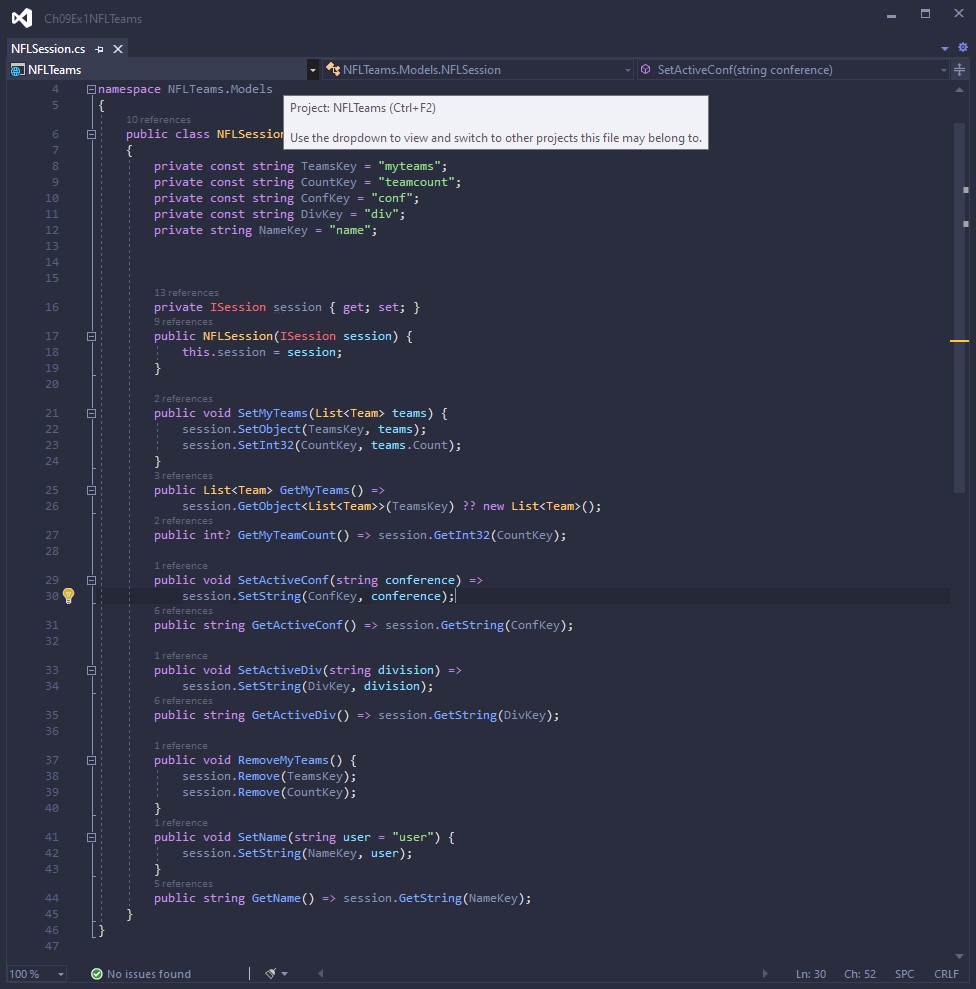 Ch09Ex1NFLTeams
NFLSession.cs
NFLTeams NFLTeams.Models.NFLSession SetActiveConf(string conference)
4 namespace NFLTeams.Models
5 {
Project: NFLTeams (Ctrl+F2)
Use the dropdown to view and switch to other projects this file may belong to.
10 references
6 public class NFLSession
7 {
8 private const string TeamsKey = "myteams";
9 private const string CountKey = "teamcount";
10 private const string ConfKey = "conf";
11 private const string DivKey = "div";
12 private string NameKey = "name";
13
14
15
13 references
16 private ISession session { get; set; }
9 references
17 public NFLSession(ISession session) {
18 this.session = session;
19 }
20
2 references
21 public void SetMyTeams(List<Team> teams) {
22 session.SetObject(TeamsKey, teams);
23 session.SetInt32(CountKey, teams.Count);
24 }
3 references
25 public List<Team> GetMyTeams() =>
26 session.GetObject<List<Team>>(TeamsKey) ?? new List<Team>();
2 references
27 public int? GetMyTeamCount() => session.GetInt32(CountKey);
28
1 reference
29 public void SetActiveConf(string conference) =>
30 session.SetString(ConfKey, conference);
6 references
31 public string GetActiveConf() => session.GetString(ConfKey);
32
1 reference
33 public void SetActiveDiv(string division) =>
34 session.SetString(DivKey, division);
6 references
35 public string GetActiveDiv() => session.GetString(DivKey);
36
1 reference
37 public void RemoveMyTeams() {
38 session.Remove(TeamsKey);
39 session.Remove(CountKey);
40 }
1 reference
41 public void SetName(string user = "user") {
42 session.SetString(NameKey, user);
43 }
5 references
44 public string GetName() => session.GetString(NameKey);
45 }
46 }
47
100 % No issues found Ln: 30 Ch: 52 SPC CRLF